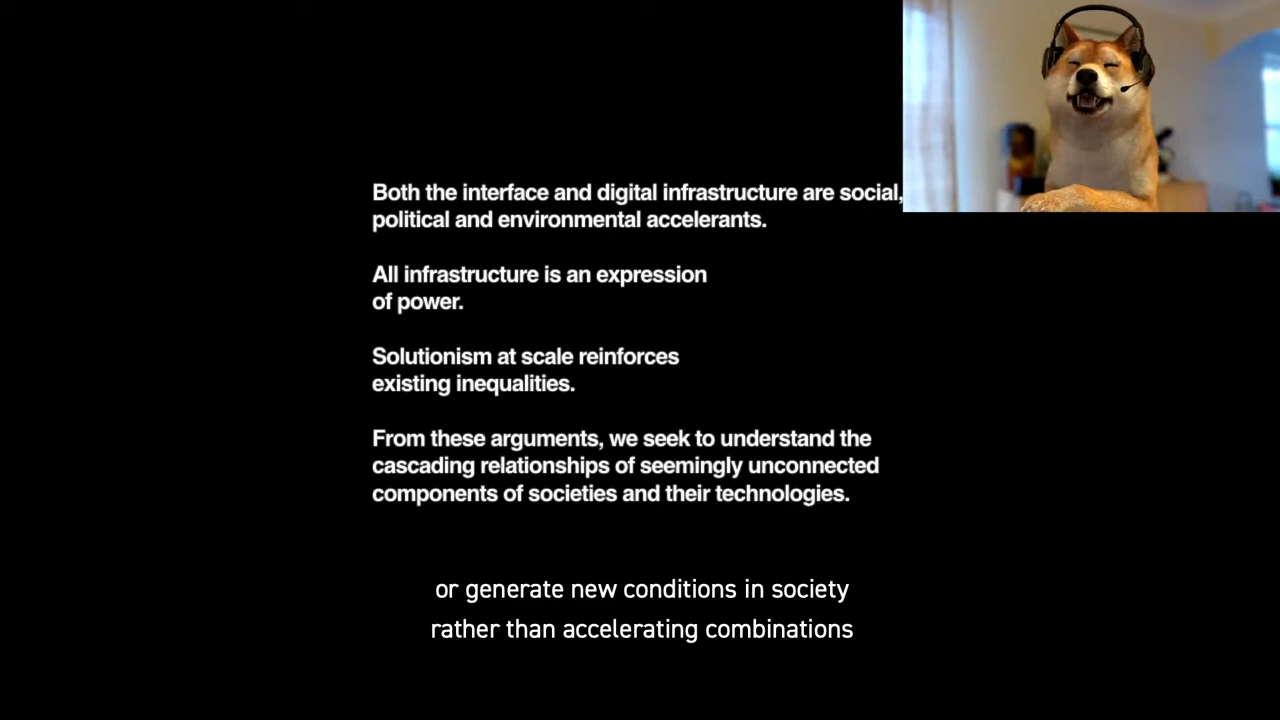 Both the interface and digital infrastructure are social,
political and environmental accelerants.
All infrastructure is an expression
of power.
Solutionism at scale reinforces
existing inequalities.
From these arguments, we seek to understand the
cascading relationships of seemingly unconnected
components of societies and their technologies.
or generate new conditions in society
rather than accelerating combinations